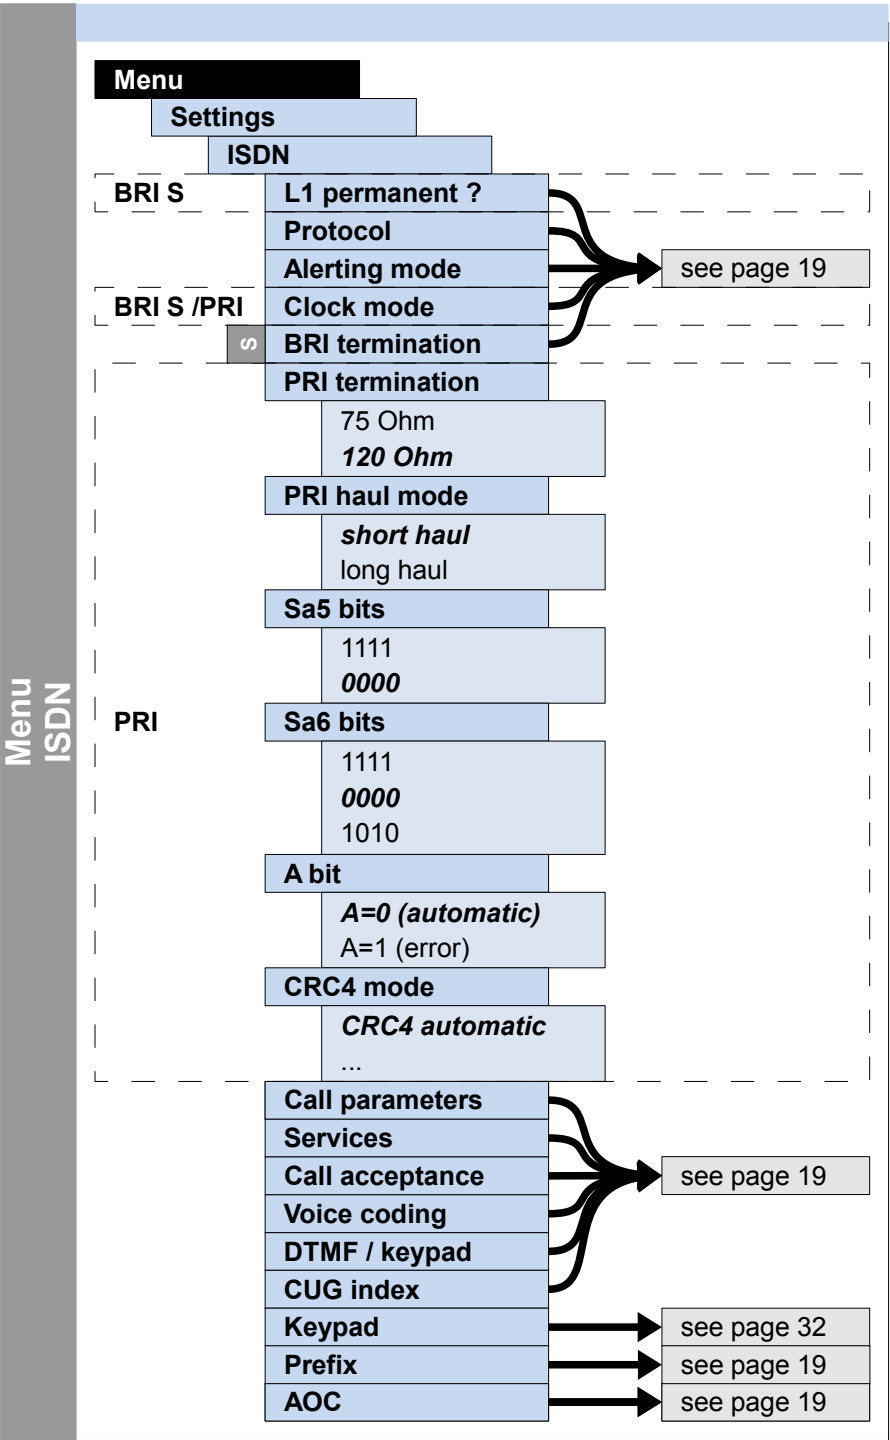 Menu
ISDN
Menu
Settings
ISDN
BRI S
L1 permanent ?
Protocol
Alerting mode
see page 19
BRI S /PRI
Clock mode
S
BRI termination
PRI termination
75 Ohm
120 Ohm
PRI haul mode
short haul
long haul
Sa5 bits
1111
0000
PRI
Sa6 bits
1111
0000
1010
A bit
A=0 (automatic)
A=1 (error)
CRC4 mode
CRC4 automatic
...
Call parameters
Services
Call acceptance
see page 19
Voice coding
DTMF / keypad
CUG index
Keypad
see page 32
Prefix
see page 19
AOC
see page 19